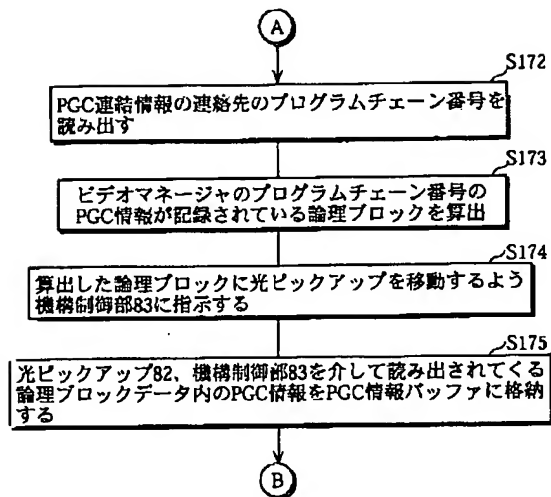 A
S172
PGC連結情報の連絡先のプログラムチェーン番号を
読み出す
S173
ビデオマネージャのプログラムチェーン番号の
PGC情報が記録されている論理ブロックを算出
S174
算出した論理ブロックに光ピックアップを移動するよう
機構制御部83に指示する
S175
光ピックアップ82、機構制御部83を介して読み出されてくる
論理ブロックデータ内のPGC情報をPGC情報バッファに格納
する
B